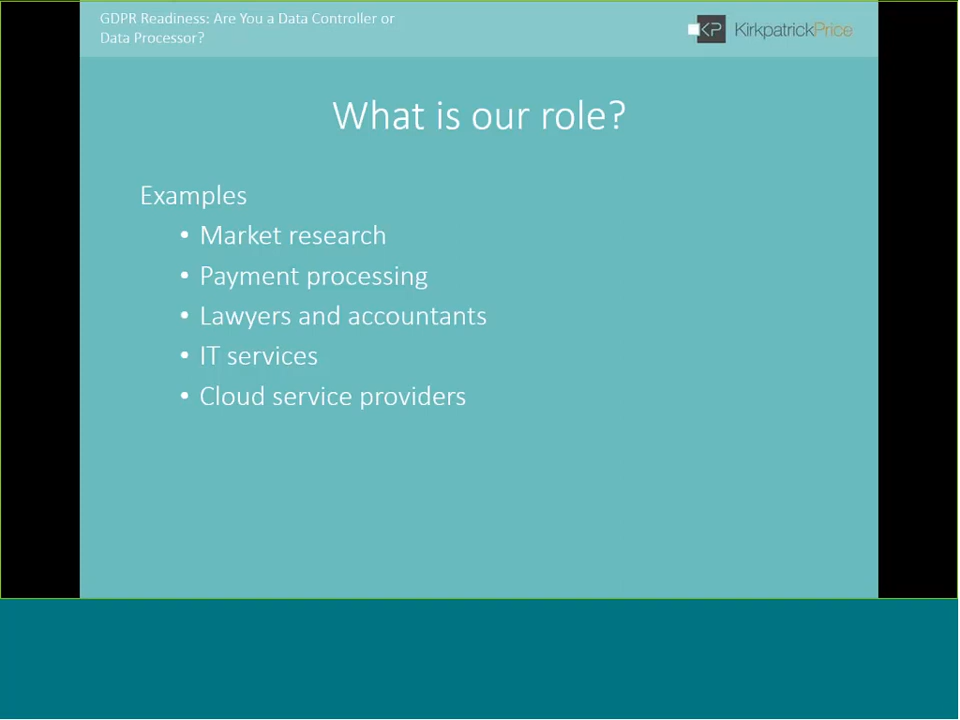 GDPR Readiness: Are You a Data Controller or
Data Processor?
KP KirkpatrickPrice
What is our role?
Examples
• Market research
• Payment processing
• Lawyers and accountants
• IT services
• Cloud service providers